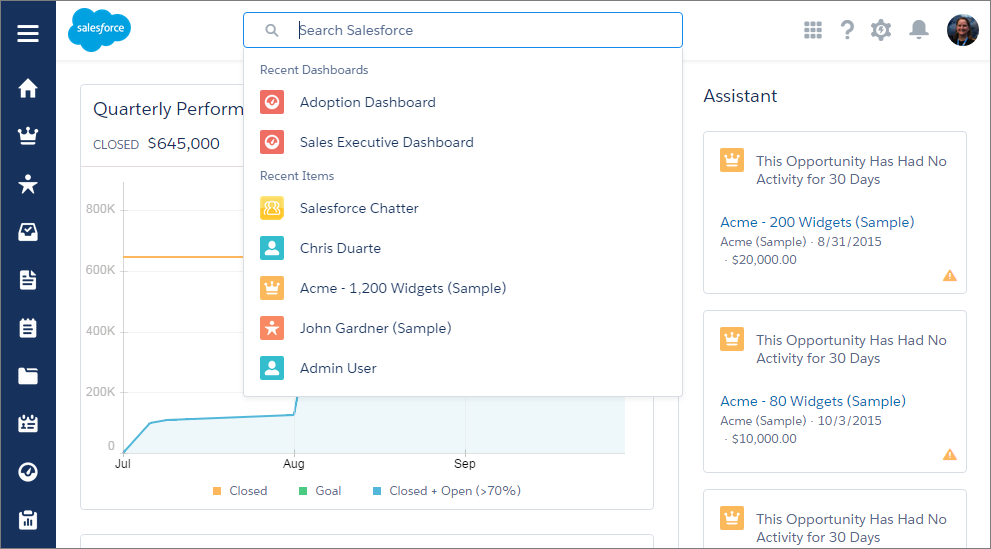 salesforce
Search Salesforce
Recent Dashboards
Adoption Dashboard
Sales Executive Dashboard
Recent Items
Salesforce Chatter
Chris Duarte
Acme - 1,200 Widgets (Sample)
John Gardner (Sample)
Admin User
Quarterly Perform
CLOSED $645,000
800K
600K
400K
200K
0
Jul Aug Sep
Closed Goal Closed + Open (>70%)
Assistant
This Opportunity Has Had No
Activity for 30 Days
Acme - 200 Widgets (Sample)
Acme (Sample) · 8/31/2015
· $20,000.00
This Opportunity Has Had No
Activity for 30 Days
Acme - 80 Widgets (Sample)
Acme (Sample) · 10/3/2015
· $10,000.00
This Opportunity Has Had No
Activity for 30 Days